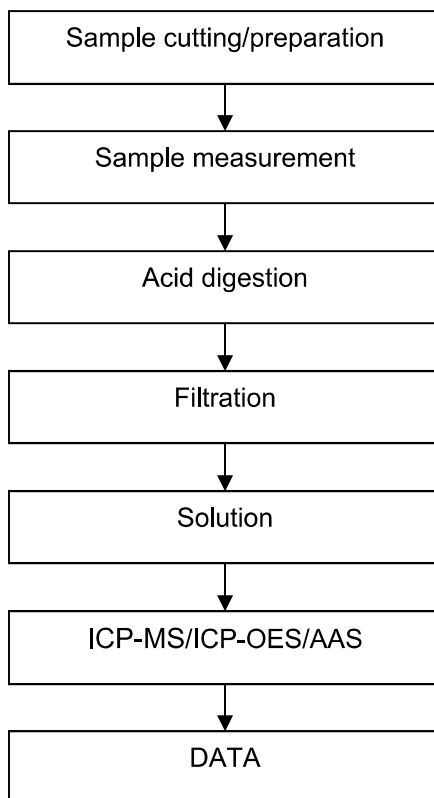 Sample cutting/preparation
Sample measurement
Acid digestion
Filtration
Solution
ICP-MS/ICP-OES/AAS
DATA